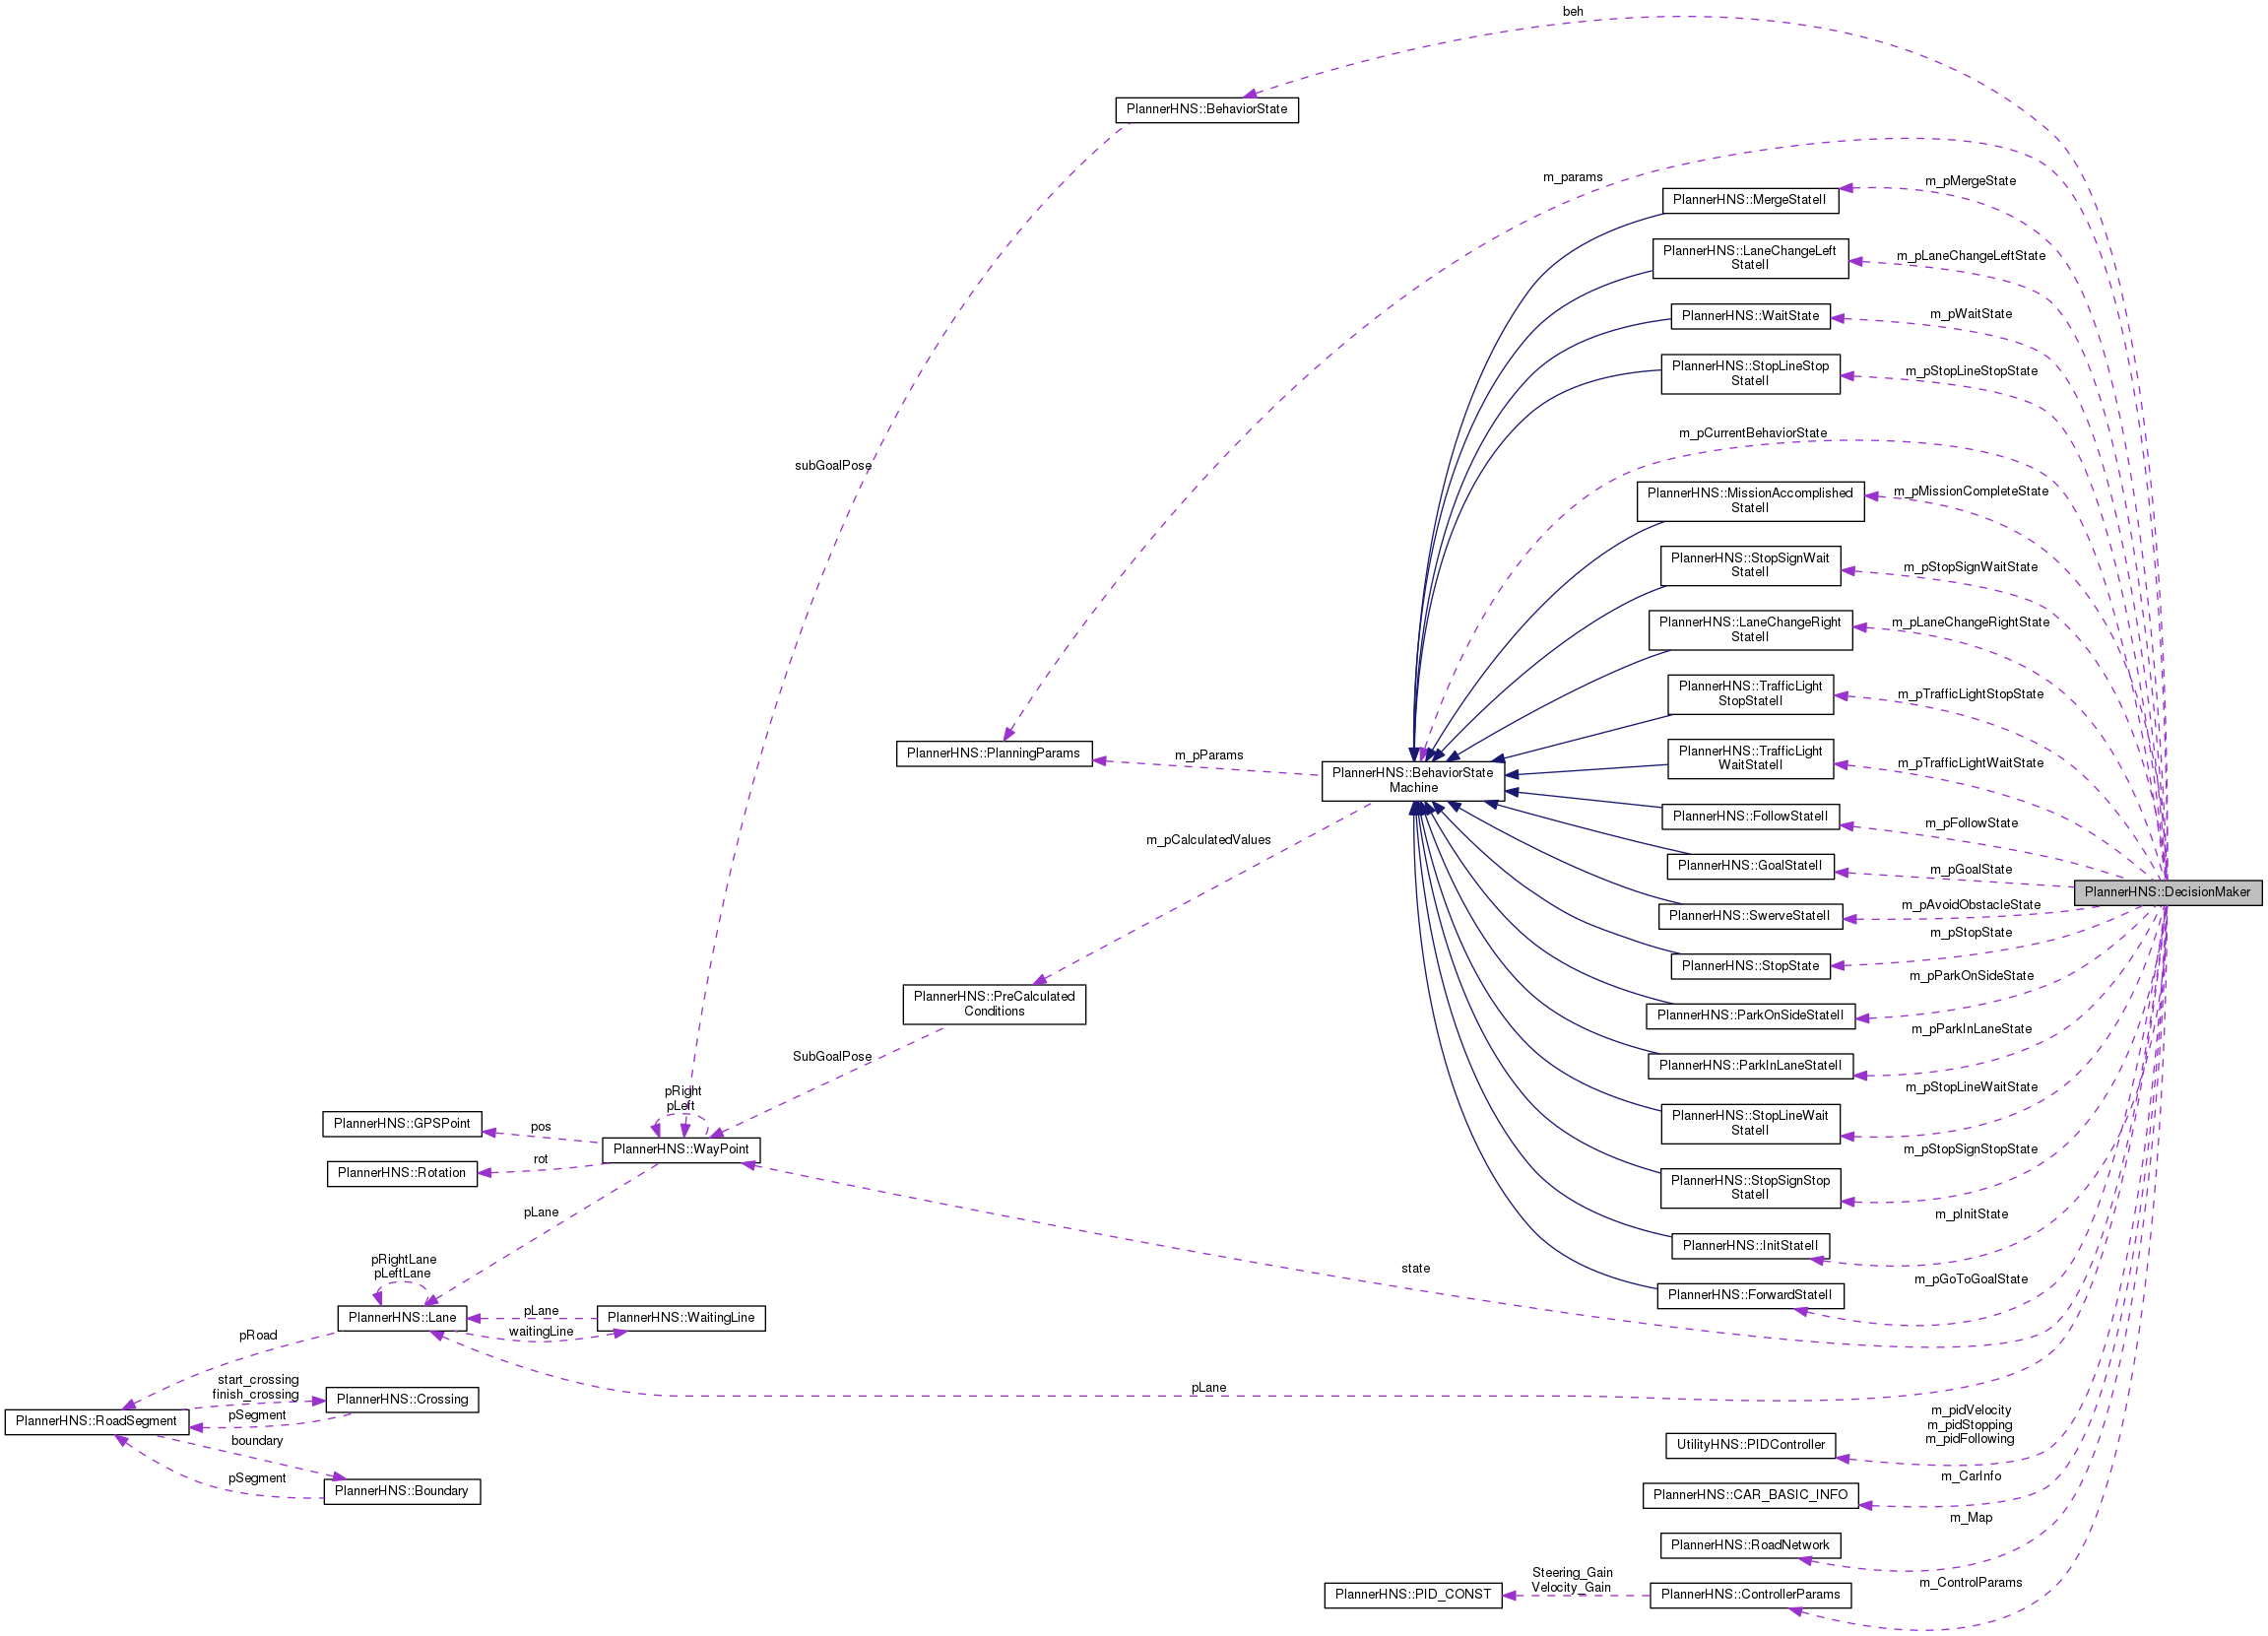 beh
PlannerHNS::BehaviorState
m_params
m_pMergeState
PlannerHNS::MergeStateII
m_pLaneChangeLeftState
PlannerHNS::LaneChangeLeft
StateII
m_pWaitState
PlannerHNS::WaitState
m_pStopLineStopState
PlannerHNS::StopLineStop
StateII
m_pCurrentBehaviorState
subGoalPose
m_pMissionCompleteState
PlannerHNS::MissionAccomplished
StateII
m_pStopSignWaitState
PlannerHNS::StopSignWait
StateII
m_pLaneChangeRightState
PlannerHNS::LaneChangeRight
StateII
m_pTrafficLightStopState
PlannerHNS::TrafficLight
StopStateII
PlannerHNS::PlanningParams
m_pParams
PlannerHNS::TrafficLight
WaitStateII
m_pTrafficLightWaitState
PlannerHNS::BehaviorState
Machine
PlannerHNS::FollowStateII
m_pFollowState
m_pCalculatedValues
PlannerHNS::GoalStateII
m_pGoalState
PlannerHNS::DecisionMaker
m_pAvoidObstacleState
PlannerHNS::SwerveStateII
m_pStopState
PlannerHNS::StopState
m_pParkOnSideState
PlannerHNS::PreCalculated
Conditions
PlannerHNS::ParkOnSideStateII
m_pParkInLaneState
SubGoalPose
PlannerHNS::ParkInLaneStateII
pRight
pLeft
m_pStopLineWaitState
PlannerHNS::StopLineWait
StateII
PlannerHNS::GPSPoint
pos
PlannerHNS::WayPoint
m_pStopSignStopState
rot
PlannerHNS::Rotation
PlannerHNS::StopSignStop
StateII
pLane
m_pInitState
PlannerHNS::InitStateII
pRightLane
pLeftLane
state
m_pGoToGoalState
PlannerHNS::ForwardStateII
pLane
PlannerHNS::Lane
PlannerHNS::WaitingLine
waitingLine
pRoad
start_crossing
finish_crossing
pLane
PlannerHNS::Crossing
pSegment
PlannerHNS::RoadSegment
m_pidVelocity
m_pidStopping
m_pidFollowing
boundary
UtilityHNS::PIDController
pSegment
PlannerHNS::Boundary
m_CarInfo
PlannerHNS::CAR_BASIC_INFO
m_Map
PlannerHNS::RoadNetwork
Steering_Gain
Velocity_Gain
m_ControlParams
PlannerHNS::PID_CONST
PlannerHNS::ControllerParams